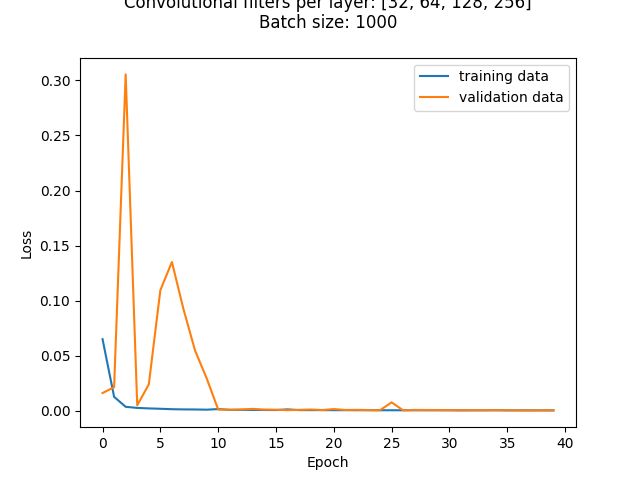 Convolutional filters per layer: [32, 64, 128, 256]
Batch size: 1000
training data
validation data
0.30
0.25
0.20
0.15
0.10
0.05
0.00
Loss
0 5 10 15 20 25 30 35 40
Epoch